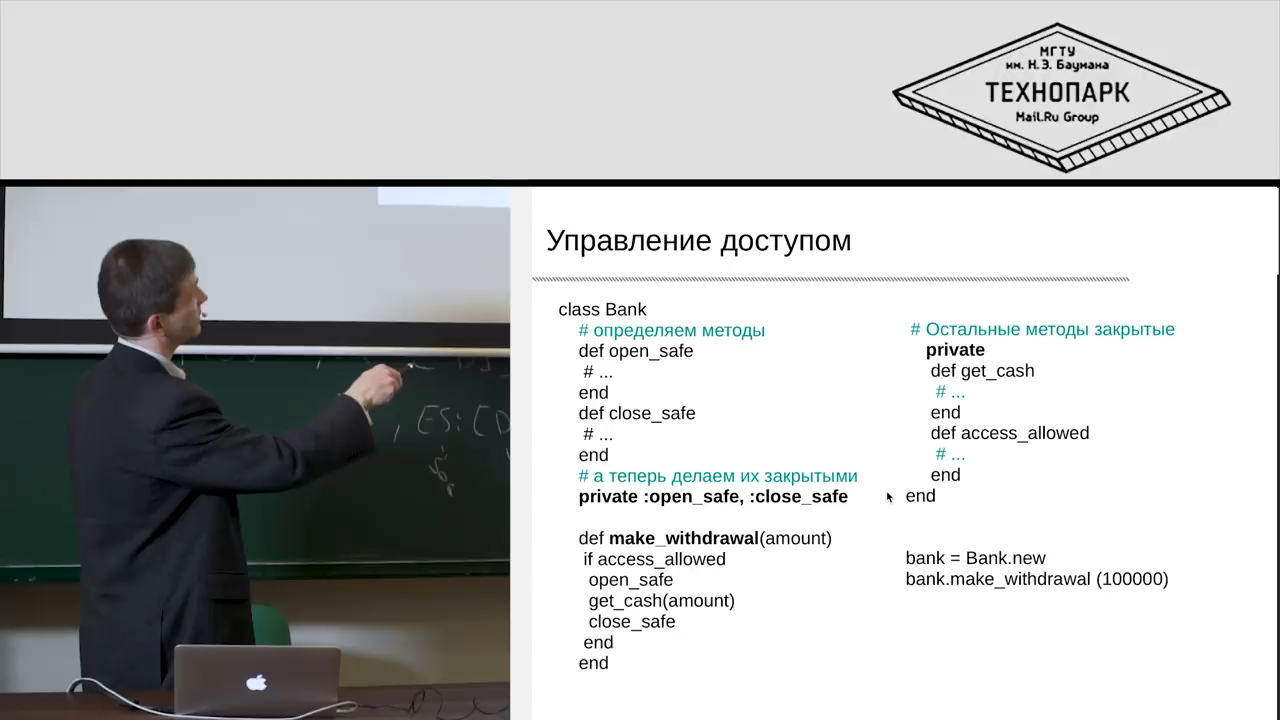 МГТУ
им. Н.Э. Баумана
ТЕХНОПАРК
Mail.Ru Group
Управление доступом
class Bank
# определяем методы
def open_safe
# ...
end
def close_safe
# ...
end
# а теперь делаем их закрытыми
private :open_safe, :close_safe
def make_withdrawal(amount)
if access_allowed
open_safe
get_cash(amount)
close_safe
end
end
# Остальные методы закрытые
private
def get_cash
# ...
end
def access_allowed
# ...
end
end
bank = Bank.new
bank.make_withdrawal (100000)